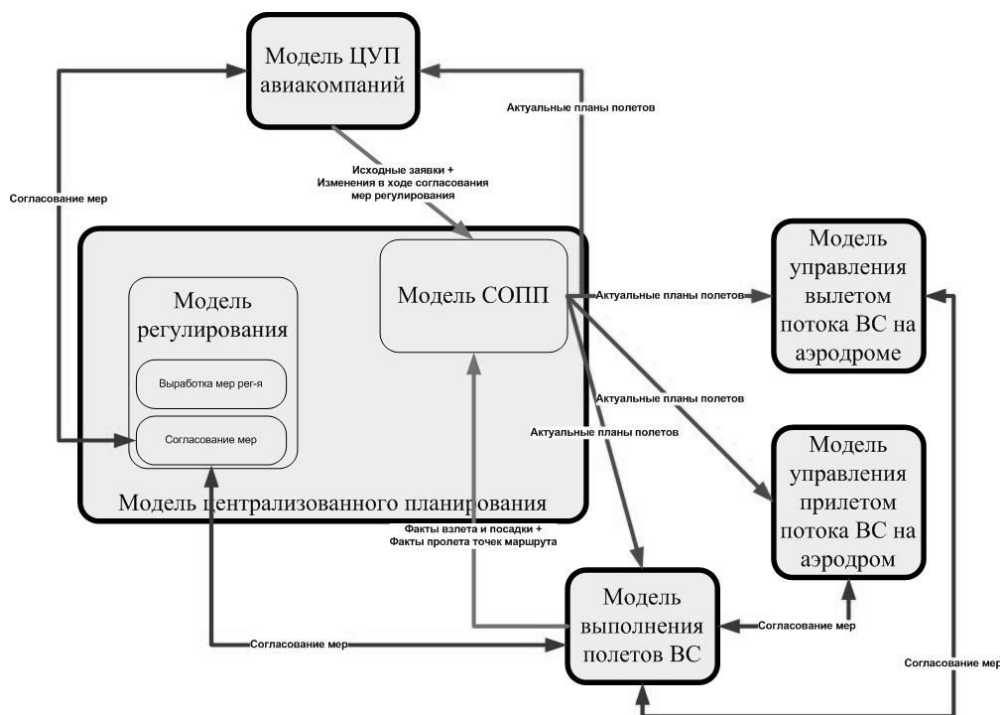 Модель ЦУП
авиакомпаний
Актуальные планы полетов
Исходные заявки +
Изменения в ходе согласования
мер регулирования
Согласование мер
Модель
управления
вылетом
потока ВС на
аэродроме
Модель СОПП
Актуальные планы полетов
Модель
регулирования
Выработка мер рег-я
Согласование мер
Актуальные планы полетов
Актуальные планы полетов
Модель
управления
прилетом
потока ВС на
аэродром
Модель централизованного планирования
Факты взлета и посадки +
Факты пролета точек маршрута
Модель
выполнения
полетов ВС
Согласование мер
Согласование мер
Согласование мер